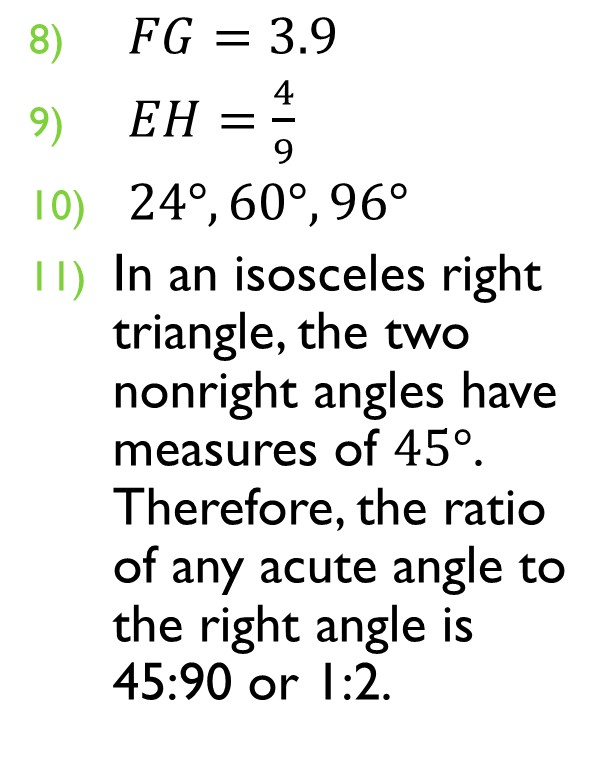 8) FG = 3.9
9) EH = 4/9
10) 24°, 60°, 96°
11) In an isosceles right
triangle, the two
nonright angles have
measures of 45°.
Therefore, the ratio
of any acute angle to
the right angle is
45:90 or 1:2.